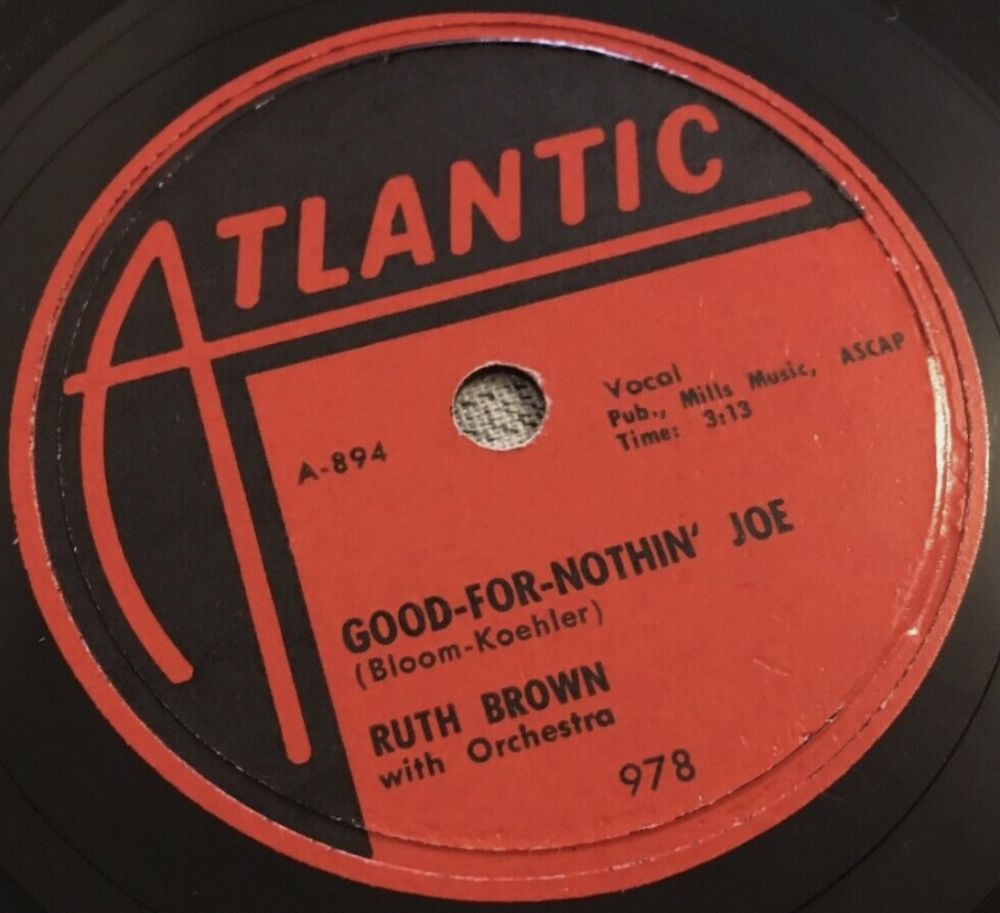 ATLANTIC
Vocal
Pub., Mills Music, ASCAP
Time: 3:13
A-894
GOOD-FOR-NOTHIN' JOE
(Bloom-Koehler)
RUTH BROWN
with Orchestra
978